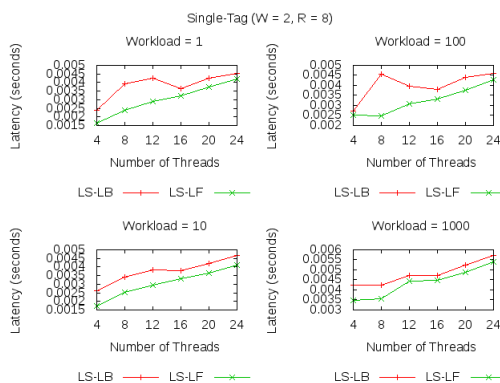 Single-Tag (W = 2, R = 8)
Workload = 1
Latency (seconds)
0.005
0.0045
0.004
0.0035
0.003
0.0025
0.002
0.0015
4 8 12 16 20 24
Number of Threads
LS-LB LS-LF
Workload = 100
Latency (seconds)
0.005
0.0045
0.004
0.0035
0.003
0.0025
0.002
4 8 12 16 20 24
Number of Threads
LS-LB LS-LF
Workload = 10
Latency (seconds)
0.005
0.0045
0.004
0.0035
0.003
0.0025
0.002
0.0015
4 8 12 16 20 24
Number of Threads
LS-LB LS-LF
Workload = 1000
Latency (seconds)
0.006
0.0055
0.005
0.0045
0.004
0.0035
0.003
4 8 12 16 20 24
Number of Threads
LS-LB LS-LF